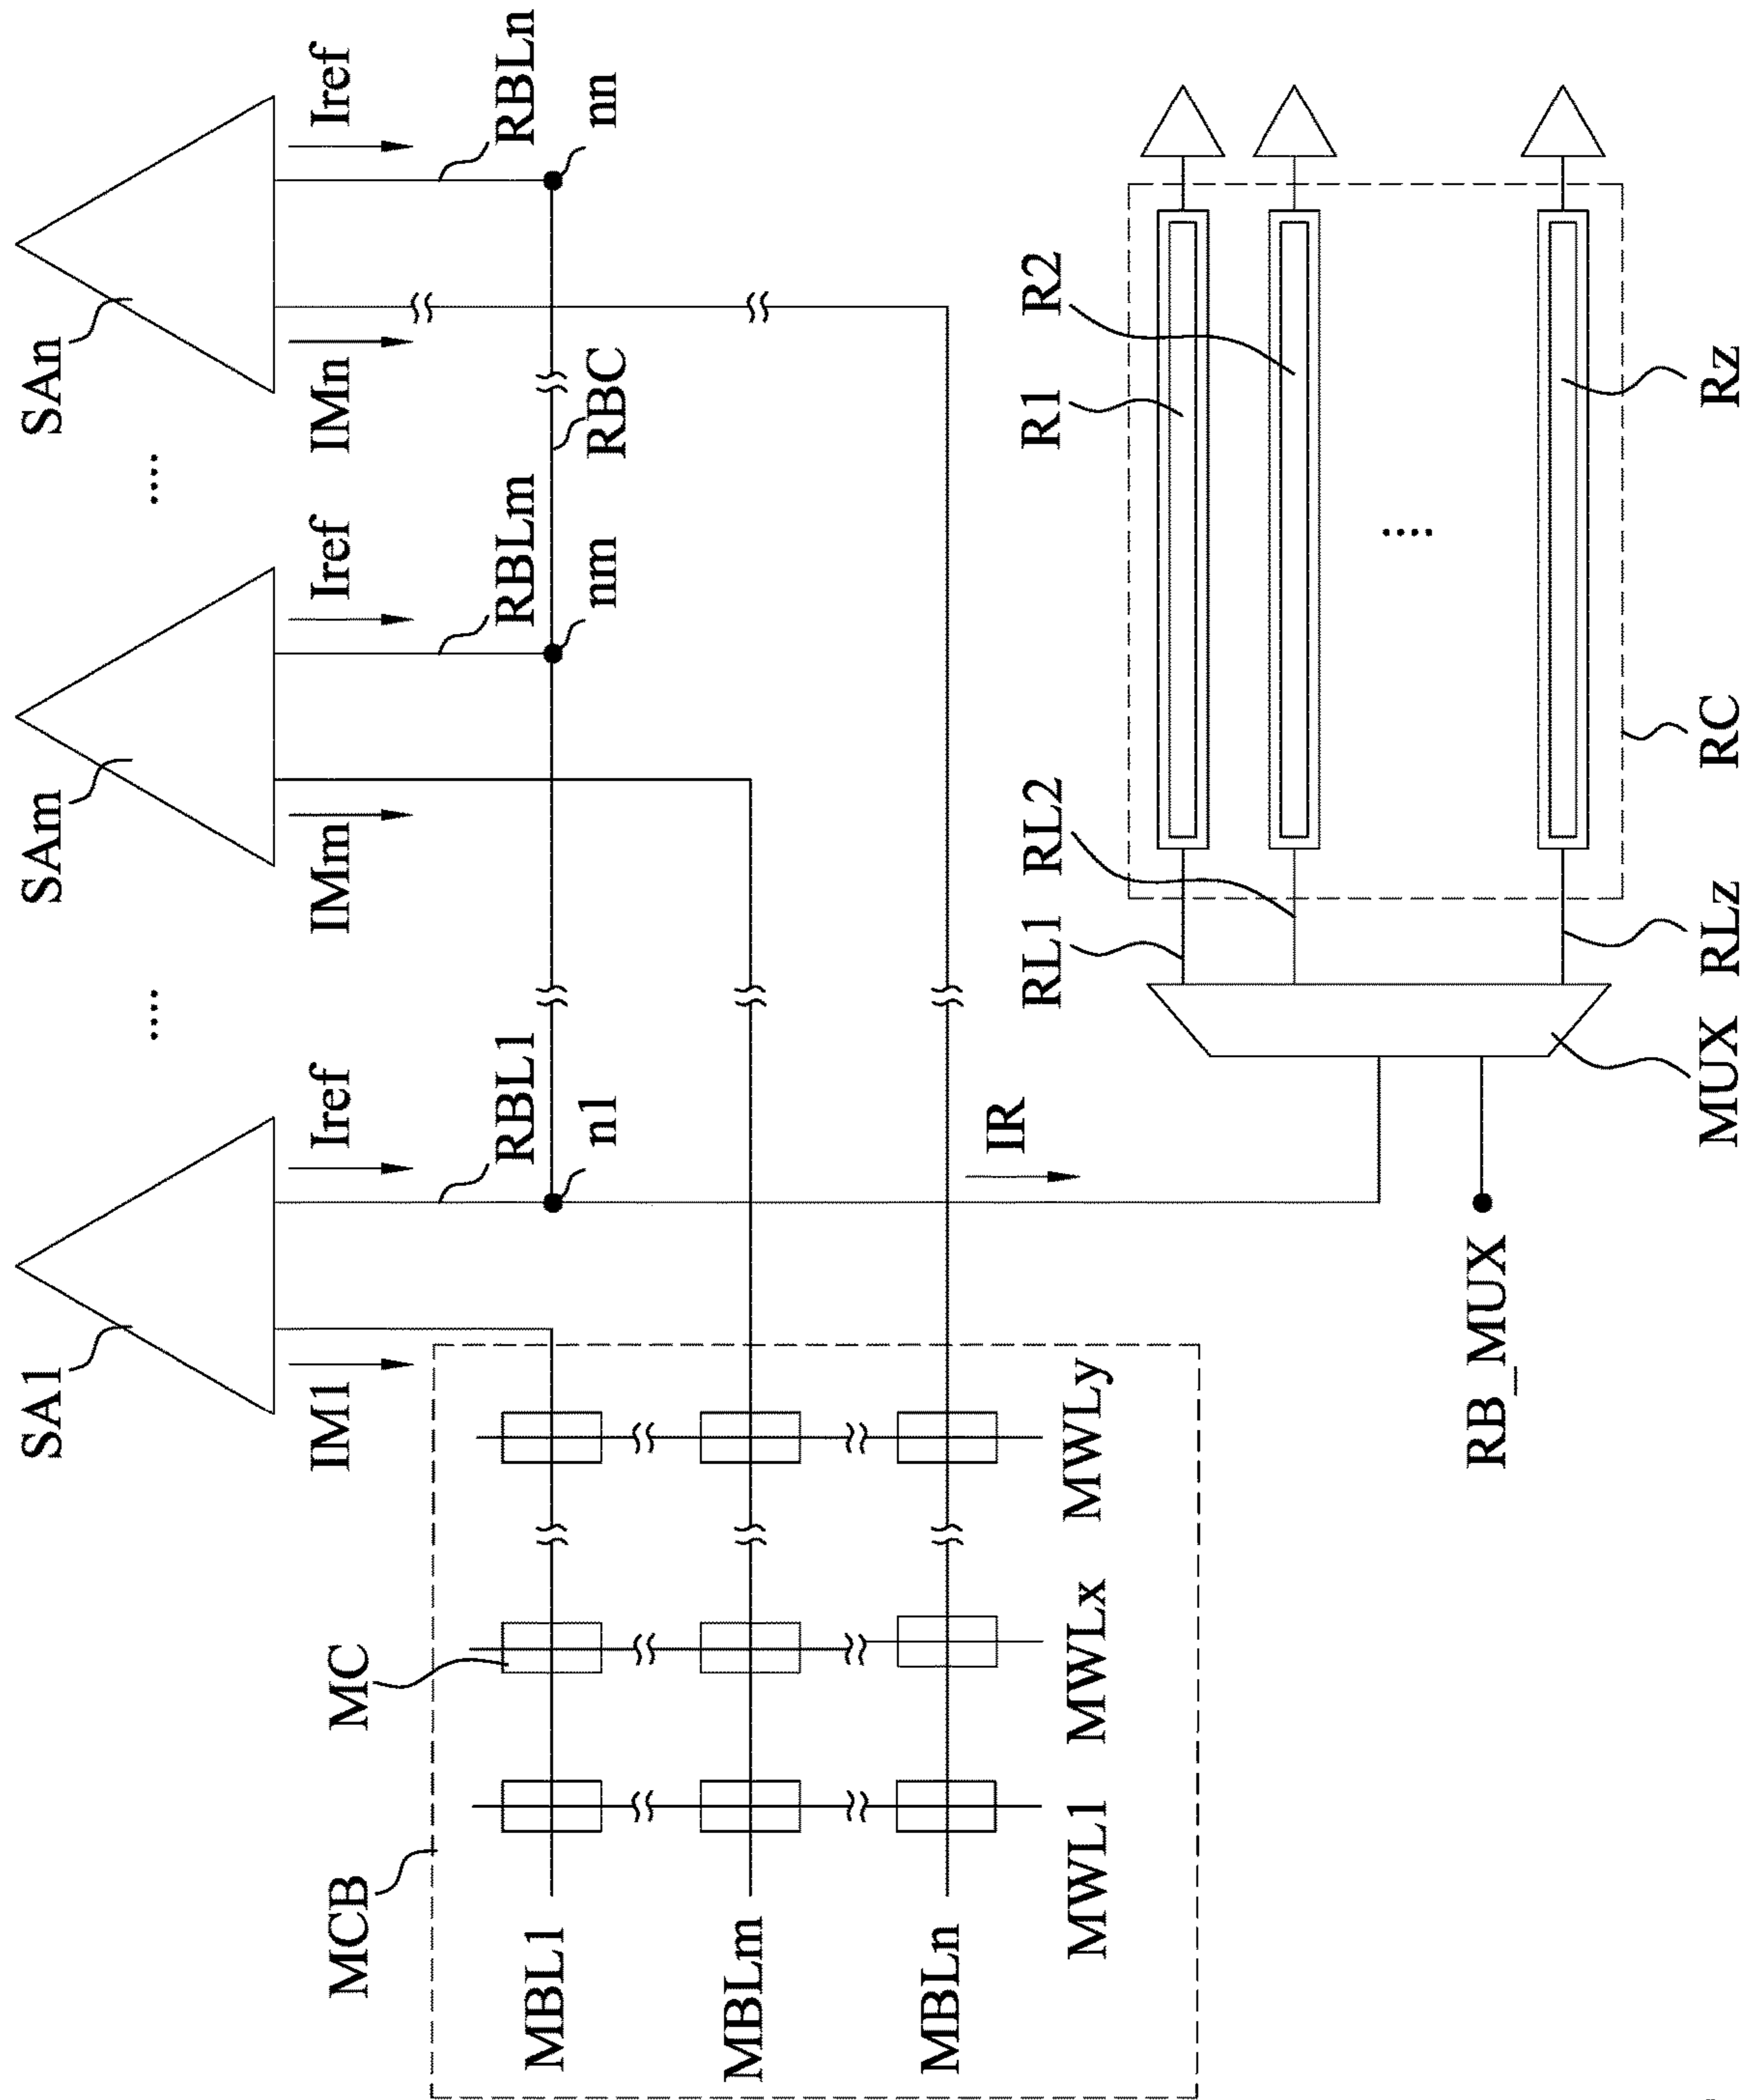 SA1
SAm
SAn
....
....
IM1
Iref
IMm
Iref
IMn
Iref
RBL1
RBLm
RBLn
n1
nm
nn
RBC
MCB
MC
MBL1
MBLm
MBLn
MWL1
MWLx
MWLy
IR
RL1
RL2
R1
R2
....
RB_MUX
MUX
RLz
RC
Rz